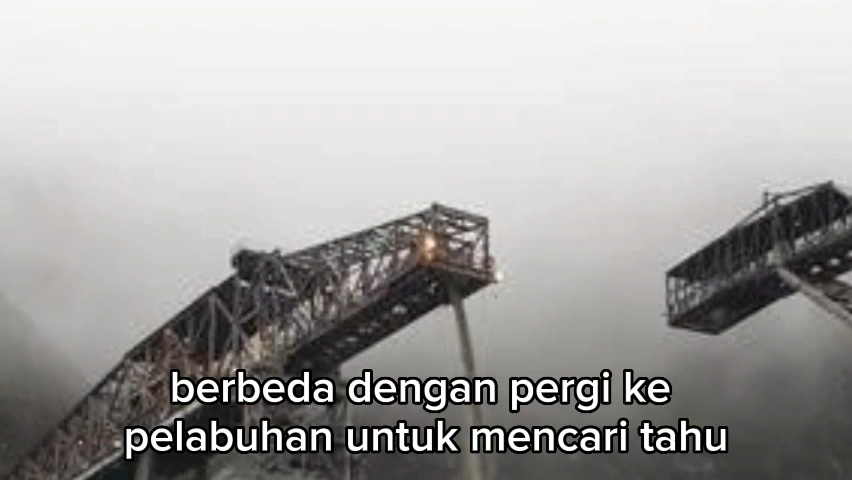 berbeda dengan pergi ke
pelabuhan untuk mencari tahu